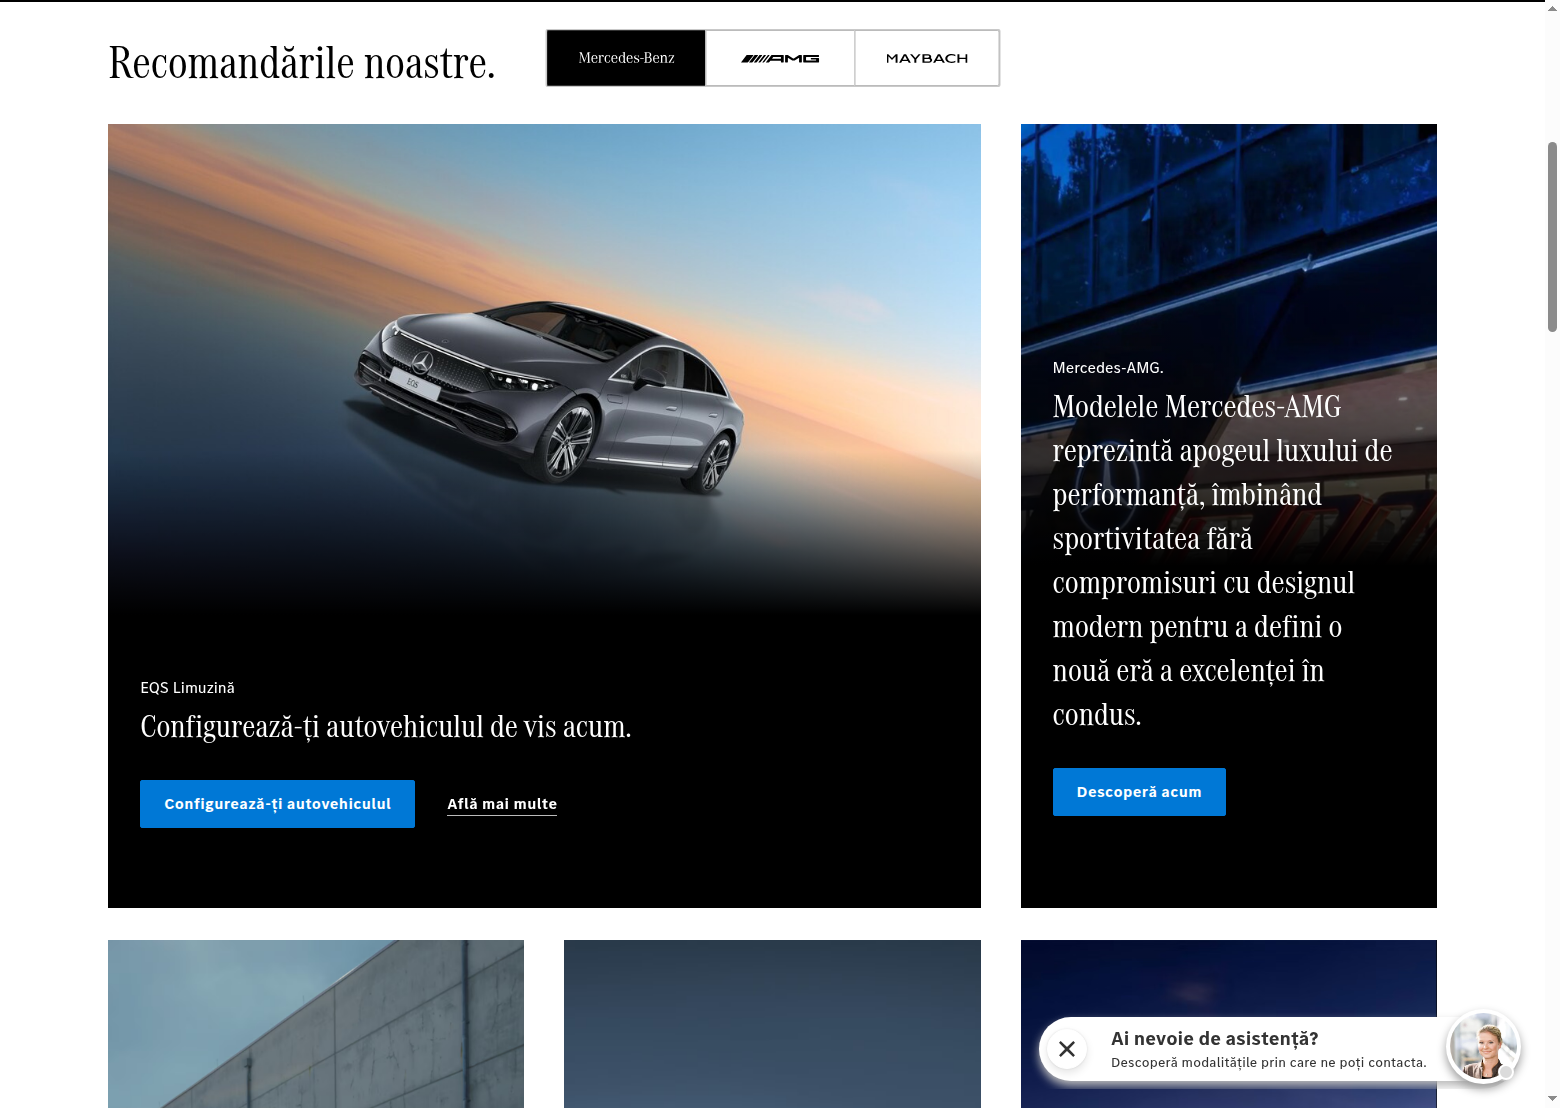 Recomandările noastre.
Mercedes-Benz
AMG
MAYBACH
EQS
EQS Limuzină
Configurează-ți autovehiculul de vis acum.
Configurează-ți autovehiculul
Află mai multe
Mercedes-AMG.
Modelele Mercedes-AMG
reprezintă apogeul luxului de
performanță, îmbinând
sportivitatea fără
compromisuri cu designul
modern pentru a defini o
nouă eră a excelenței în
condus.
Descoperă acum
Ai nevoie de asistență?
Descoperă modalitățile prin care ne poți contacta.